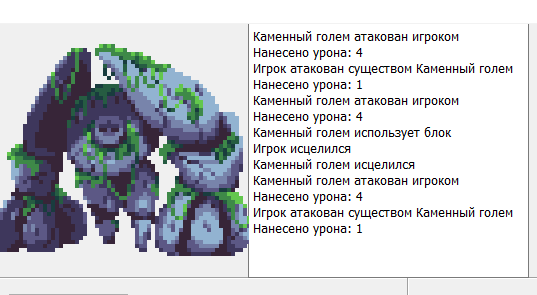 Каменный голем атакован игроком
Нанесено урона: 4
Игрок атакован существом Каменный голем
Нанесено урона: 1
Каменный голем атакован игроком
Нанесено урона: 4
Каменный голем использует блок
Игрок исцелился
Каменный голем исцелился
Каменный голем атакован игроком
Нанесено урона: 4
Игрок атакован существом Каменный голем
Нанесено урона: 1